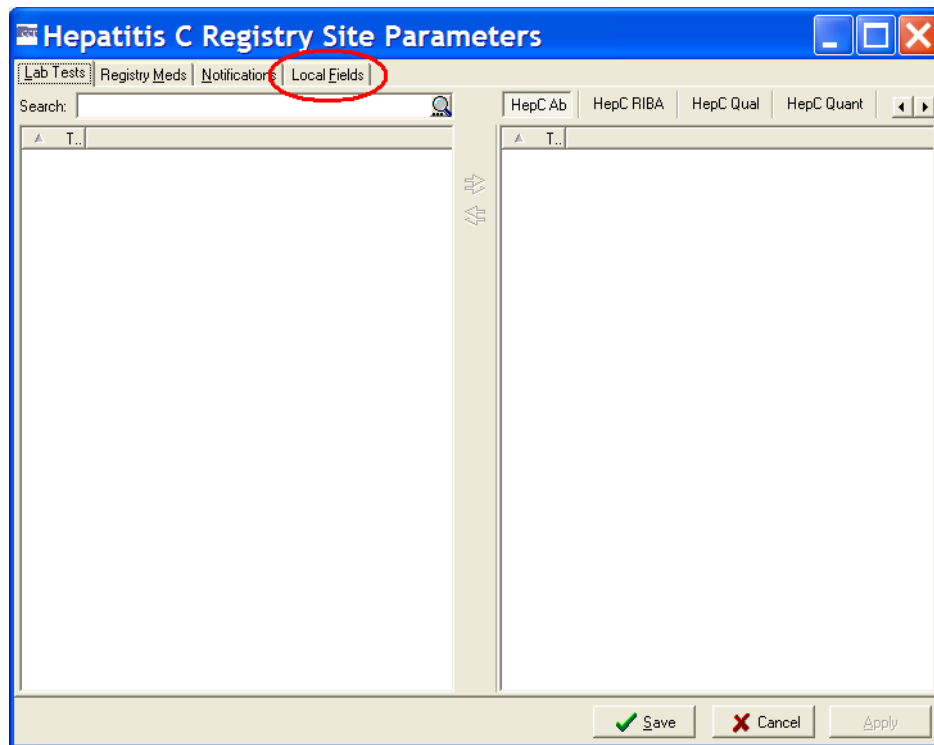 Hepatitis C Registry Site Parameters
Lab Tests Registry Meds Notifications Local Fields
Search: HepC Ab HepC RIBA HepC Qual HepC Quant
T.. T..
Save Cancel Apply